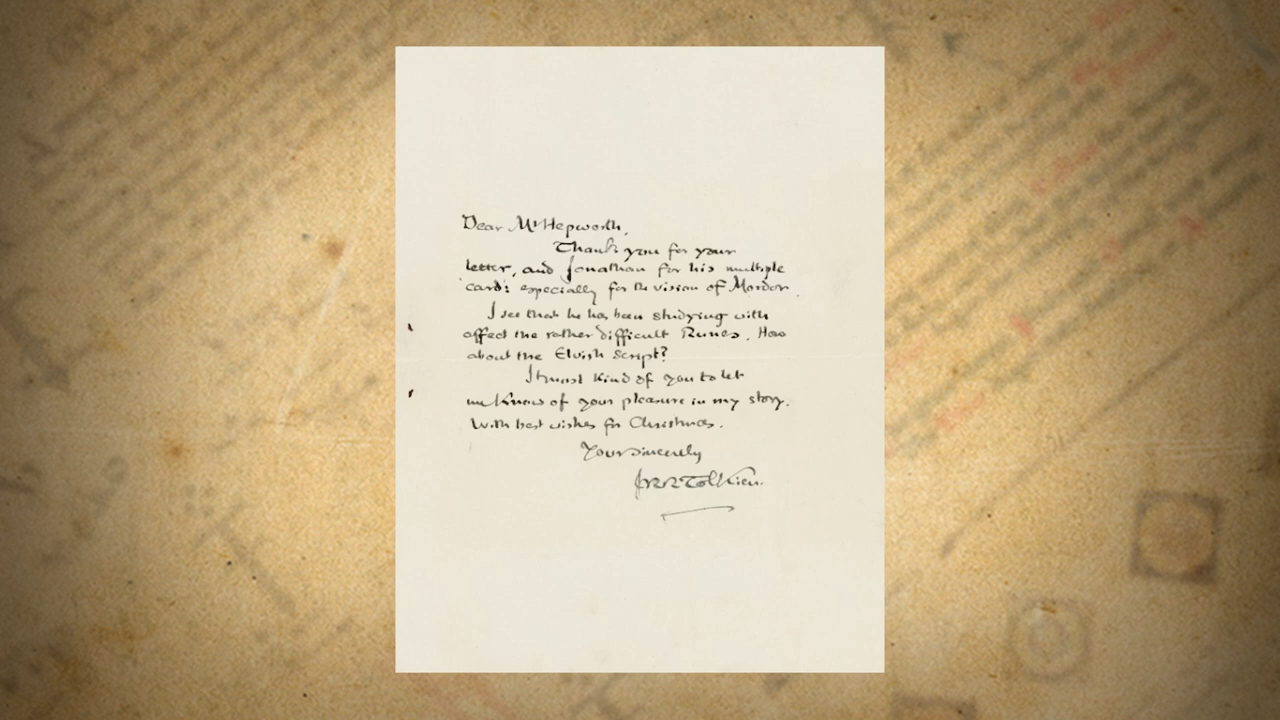 Dear Mr Hepworth,
Thank you for your
letter, and Jonathan for his multiple
card: especially for the vision of Mordor.
I see that he has been studying with
effect the rather difficult Runes. How
about the Elvish script?
It most kind of you to let
me know of your pleasure in my story.
With best wishes for Christmas.
Yours sincerely
JRRTolkien.